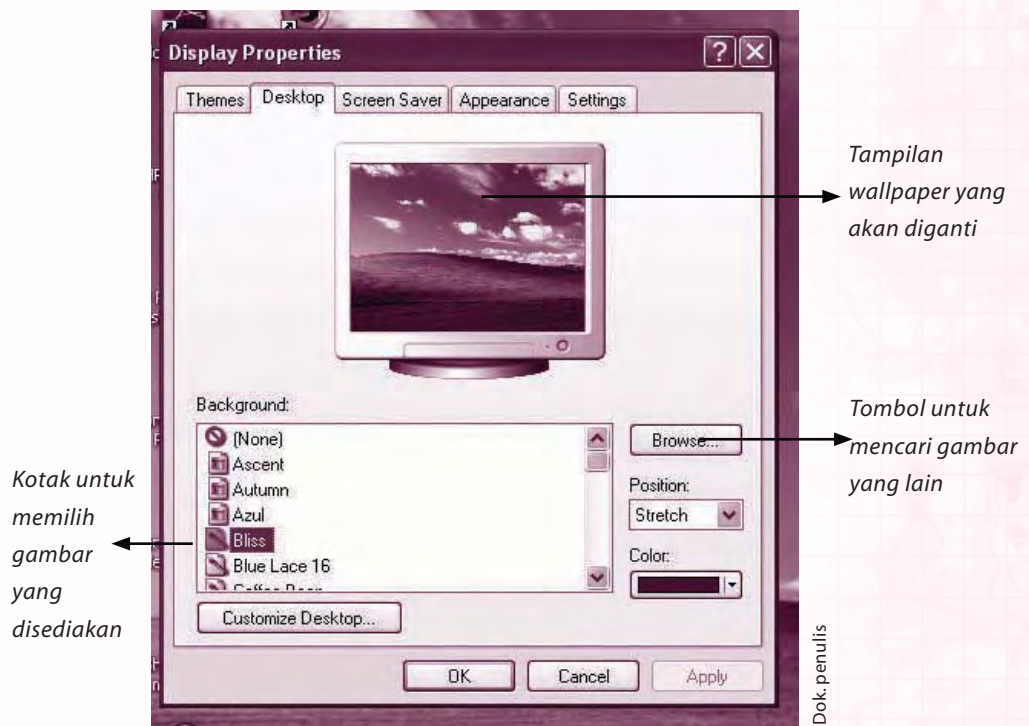 Display Properties
Themes Desktop Screen Saver Appearance Settings
Tampilan
wallpaper yang
akan diganti
Background:
(None)
Ascent
Autumn
Azul
Bliss
Blue Lace 16
Browse...
Position:
Stretch
Color:
Tombol untuk
mencari gambar
yang lain
Kotak untuk
memilih
gambar
yang
disediakan
Customize Desktop...
OK Cancel Apply
Dok. penulis